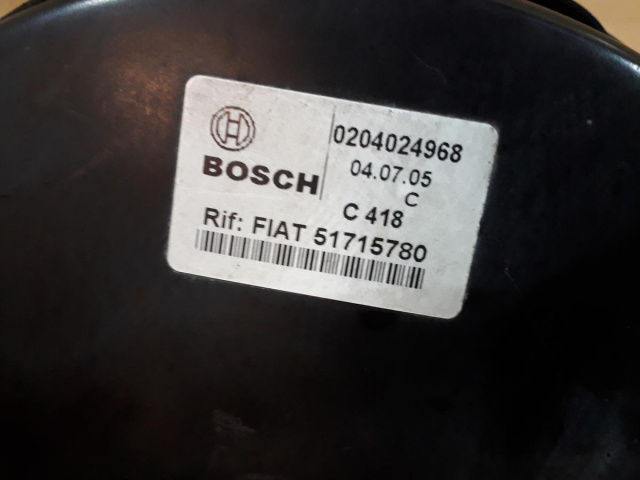 BOSCH
0204024968
04.07.05
C
C 418
Rif: FIAT 51715780